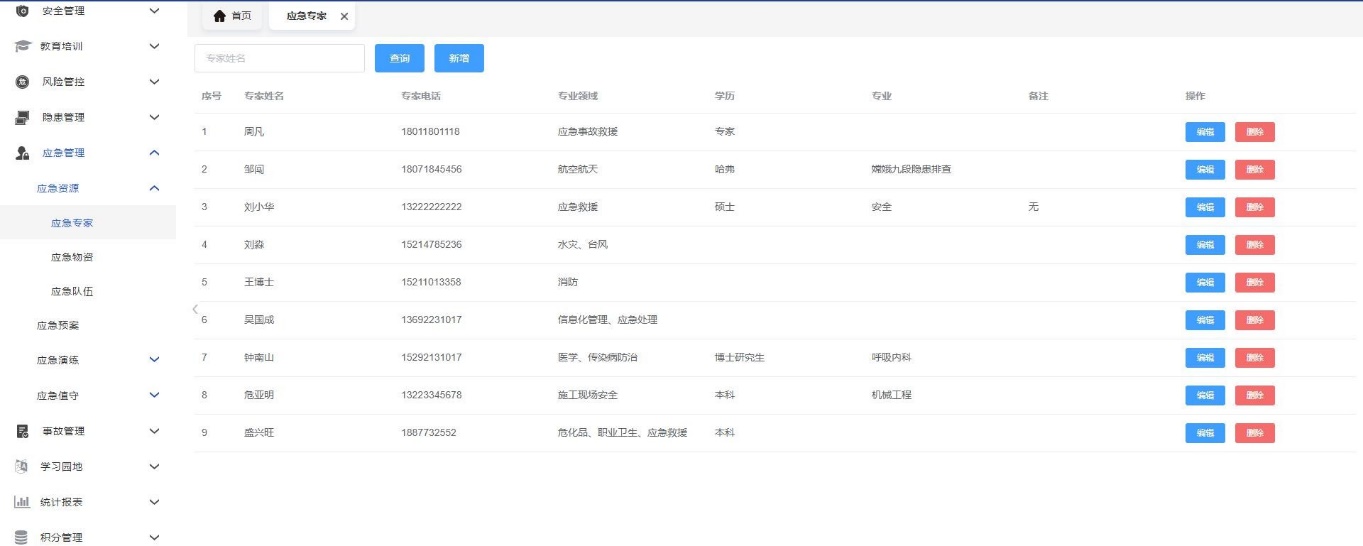 安全管理
教育培训
风险管控
隐患管理
应急管理
应急资源
应急专家
应急物资
应急队伍
应急预案
应急演练
应急值守
事故管理
学习园地
统计报表
积分管理
首页 应急专家
专家姓名 查询 新增
序号 专家姓名 专家电话 专业领域 学历 专业 备注 操作
1 周凡 18011801118 应急事故救援 专家 编辑 删除
2 邹闯 18071845456 航空航天 哈弗 嫦娥九段隐患排查 编辑 删除
3 刘小华 13222222222 应急救援 硕士 安全 无 编辑 删除
4 刘淼 15214785236 水灾、台风 编辑 删除
5 王博士 15211013358 消防 编辑 删除
6 吴国成 13692231017 信息化管理、应急处理 编辑 删除
7 钟南山 15292131017 医学、传染病防治 博士研究生 呼吸内科 编辑 删除
8 危亚明 13223345678 施工现场安全 本科 机械工程 编辑 删除
9 盛兴旺 1887732552 危化品、职业卫生、应急救援 本科 编辑 删除